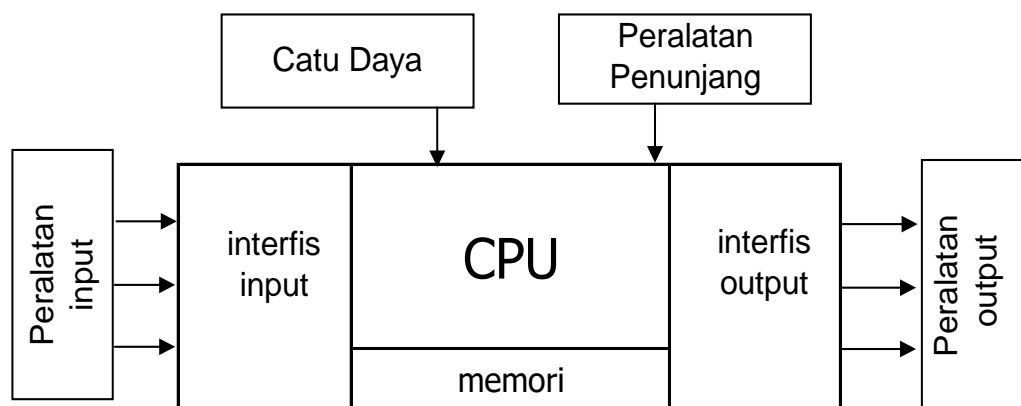 Catu Daya
Peralatan
Penunjang
Peralatan
input
interfis
input
CPU
memori
interfis
output
Peralatan
output